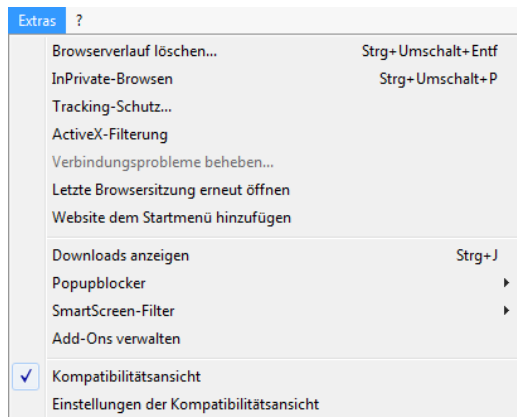 Extras ?
Browserverlauf löschen... Strg+Umschalt+Entf
InPrivate-Browsen Strg+Umschalt+P
Tracking-Schutz...
ActiveX-Filterung
Verbindungsprobleme beheben...
Letzte Browsersitzung erneut öffnen
Website dem Startmenü hinzufügen
Downloads anzeigen Strg+J
Popupblocker
SmartScreen-Filter
Add-Ons verwalten
Kompatibilitätsansicht
Einstellungen der Kompatibilitätsansicht